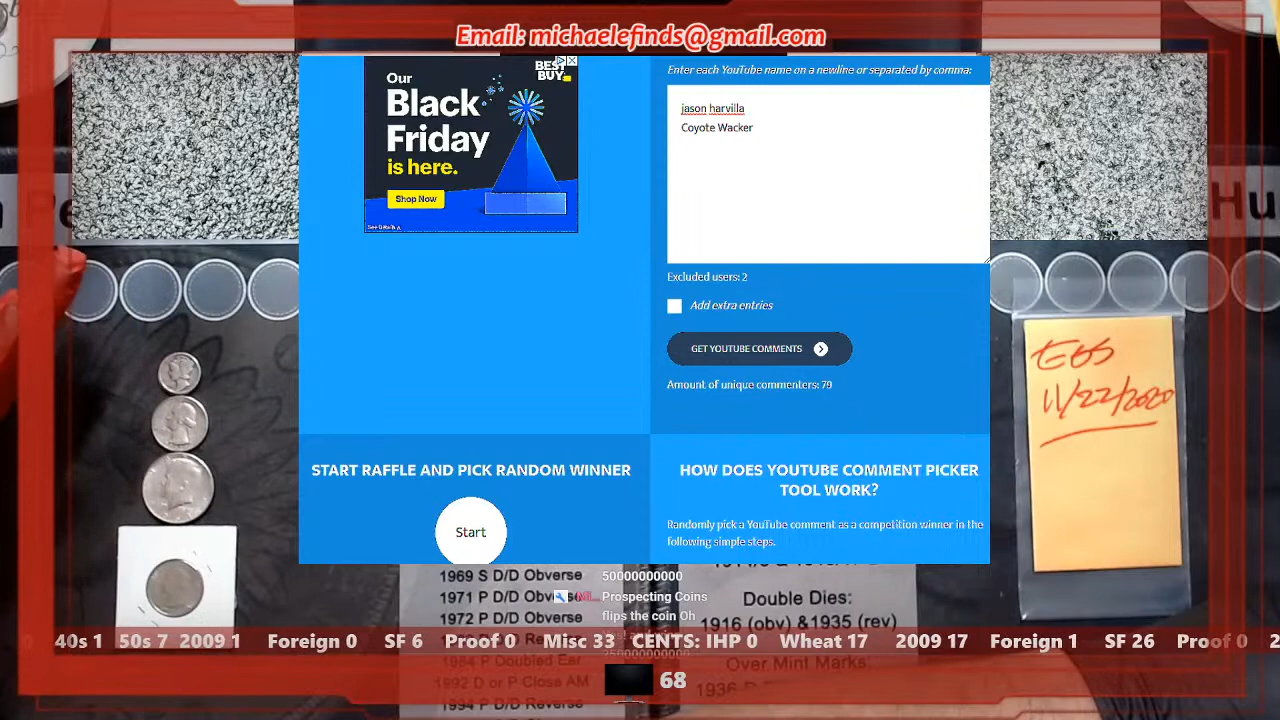 Email: michaelefinds@gmail.com
Our
Black
Friday
is here.
Shop Now
BEST
BUY
Enter each YouTube name on a newline or separated by comma:
jason harvilla
Coyote Wacker
Excluded users: 2
Add extra entries
GET YOUTUBE COMMENTS
Amount of unique commenters: 79
START RAFFLE AND PICK RANDOM WINNER
Start
HOW DOES YOUTUBE COMMENT PICKER
TOOL WORK?
Randomly pick a YouTube comment as a competition winner in the
following simple steps.
EGS
11/22/2020
Hu
1969 S D/D Obverse
1971 P D/D Obverse
1972 P D/D Obverse
1984 P Doubled Ear
1992 D or P Close AM
1994 P D/D Reverse
50000000000
Prospecting Coins
flips the coin Oh
Double Dies:
1916 (obv) &1935 (rev)
Over Mint Marks:
1936 D
40s 1 50s 7 2009 1 Foreign 0 SF 6 Proof 0 Misc 33 CENTS: IHP 0 Wheat 17 2009 17 Foreign 1 SF 26 Proof 0
68